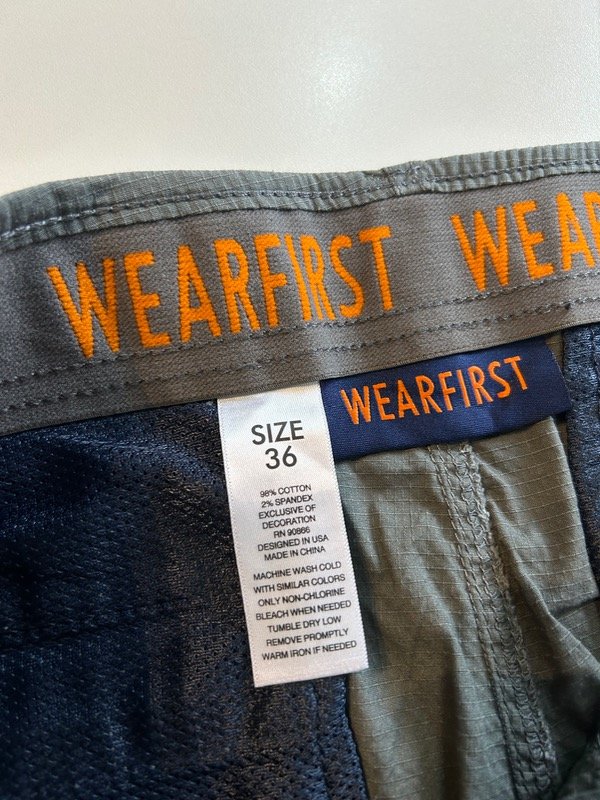 WEARFIRST WEAR
WEARFIRST
SIZE
36
98% COTTON
2% SPANDEX
EXCLUSIVE OF
DECORATION
RN 90866
DESIGNED IN USA
MADE IN CHINA
MACHINE WASH COLD
WITH SIMILAR COLORS
ONLY NON-CHLORINE
BLEACH WHEN NEEDED
TUMBLE DRY LOW
REMOVE PROMPTLY
WARM IRON IF NEEDED